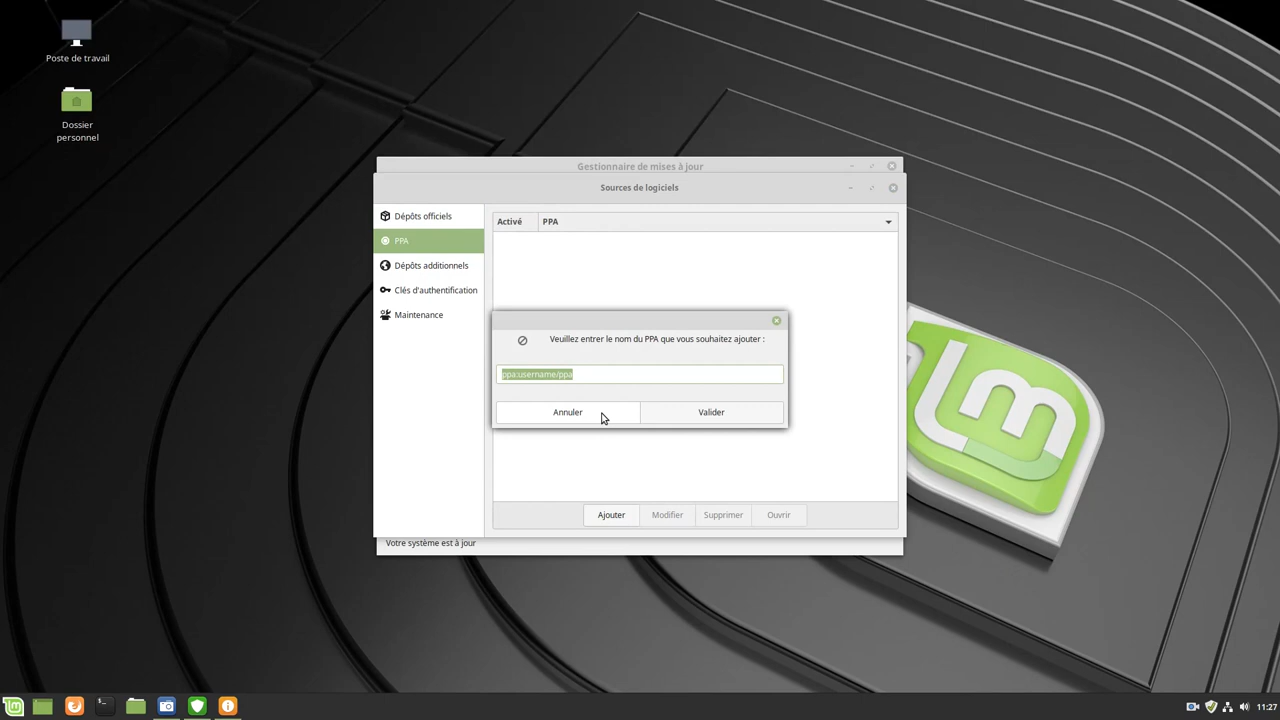 Poste de travail
Dossier
personnel
Gestionnaire de mises à jour
Sources de logiciels
Dépôts officiels
PPA
Dépôts additionnels
Clés d'authentification
Maintenance
Activé PPA
Veuillez entrer le nom du PPA que vous souhaitez ajouter :
ppa:username/ppa
Annuler Valider
Ajouter Modifier Supprimer Ouvrir
Votre système est à jour
11:27